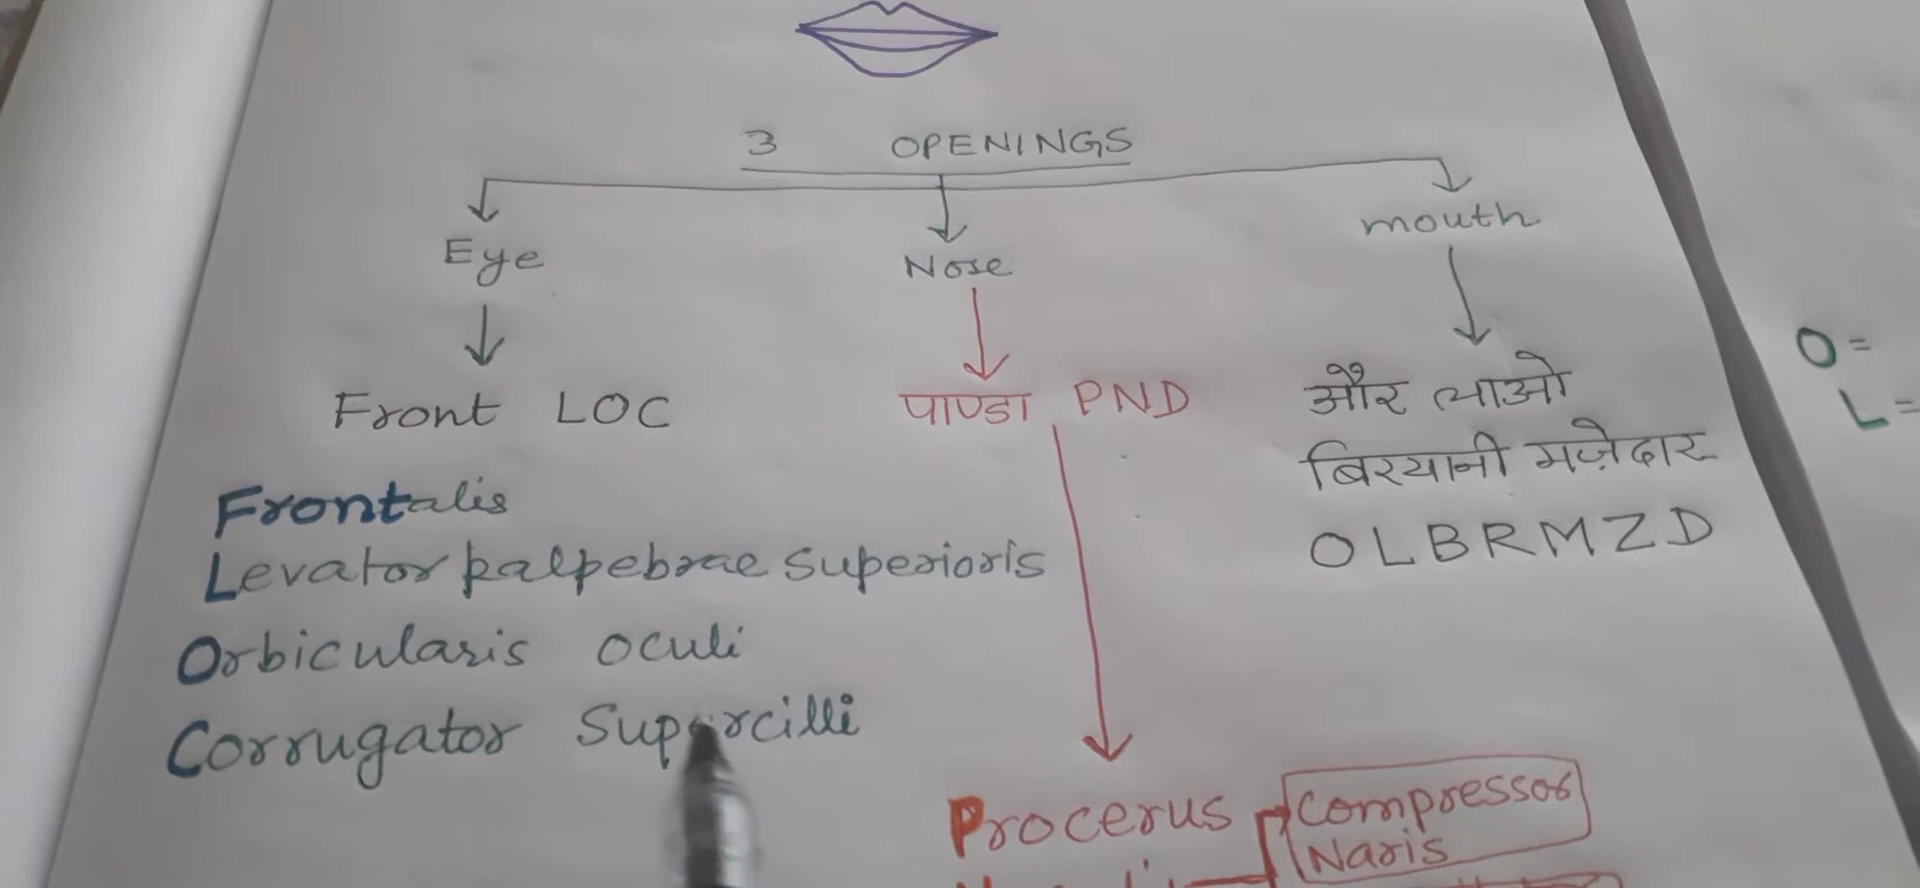 3 OPENINGS
Eye
Nose
mouth
Front LOC
पाण्डा PND
और लाओ
बिरयानी मज़ेदार
OLBRMZD
Frontalis
Levator palpebrae superioris
Orbicularis oculi
Corrugator Supercilli
Procerus
Compressor
Naris
O=
L=